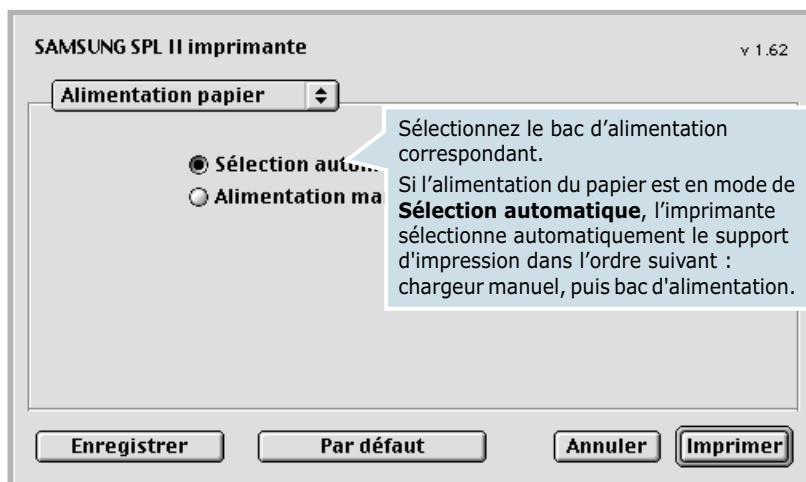 SAMSUNG SPL II imprimante
v 1.62
Alimentation papier
Sélection autom
Alimentation ma
Sélectionnez le bac d’alimentation
correspondant.
Si l’alimentation du papier est en mode de
Sélection automatique, l’imprimante
sélectionne automatiquement le support
d'impression dans l’ordre suivant :
chargeur manuel, puis bac d'alimentation.
Enregistrer
Par défaut
Annuler
Imprimer